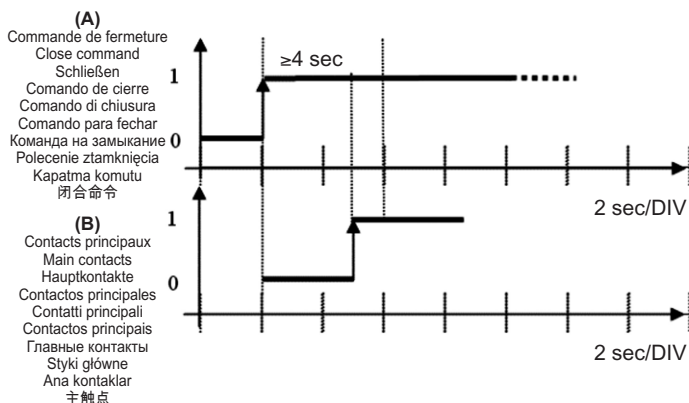 (A)
Commande de fermeture
Close command
Schließen
Comando de cierre
Comando di chiusura
Comando para fechar
Команда на замыкание
Polecenie ztamknięcia
Kapatma komutu
闭合命令
1
0
≥4 sec
2 sec/DIV
(B)
Contacts principaux
Main contacts
Hauptkontakte
Contactos principales
Contatti principali
Contactos principais
Главные контакты
Styki główne
Ana kontaklar
主触点
1
0
2 sec/DIV